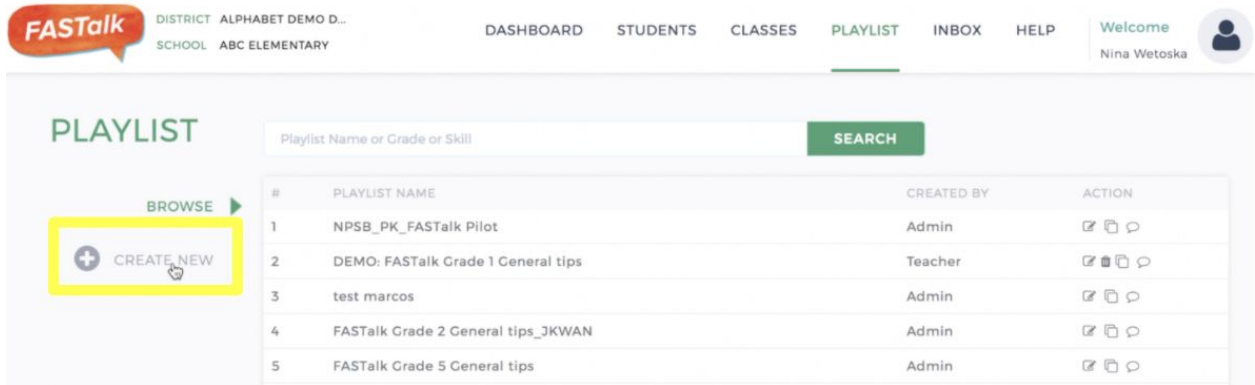 FASTalk
DISTRICT ALPHABET DEMO D...
SCHOOL ABC ELEMENTARY
DASHBOARD STUDENTS CLASSES PLAYLIST INBOX HELP
Welcome
Nina Wetoska
PLAYLIST
Playlist Name or Grade or Skill SEARCH
BROWSE
CREATE NEW
# PLAYLIST NAME CREATED BY ACTION
1 NPSB_PK_FASTalk Pilot Admin
2 DEMO: FASTalk Grade 1 General tips Teacher
3 test marcos Admin
4 FASTalk Grade 2 General tips_JKWAN Admin
5 FASTalk Grade 5 General tips Admin